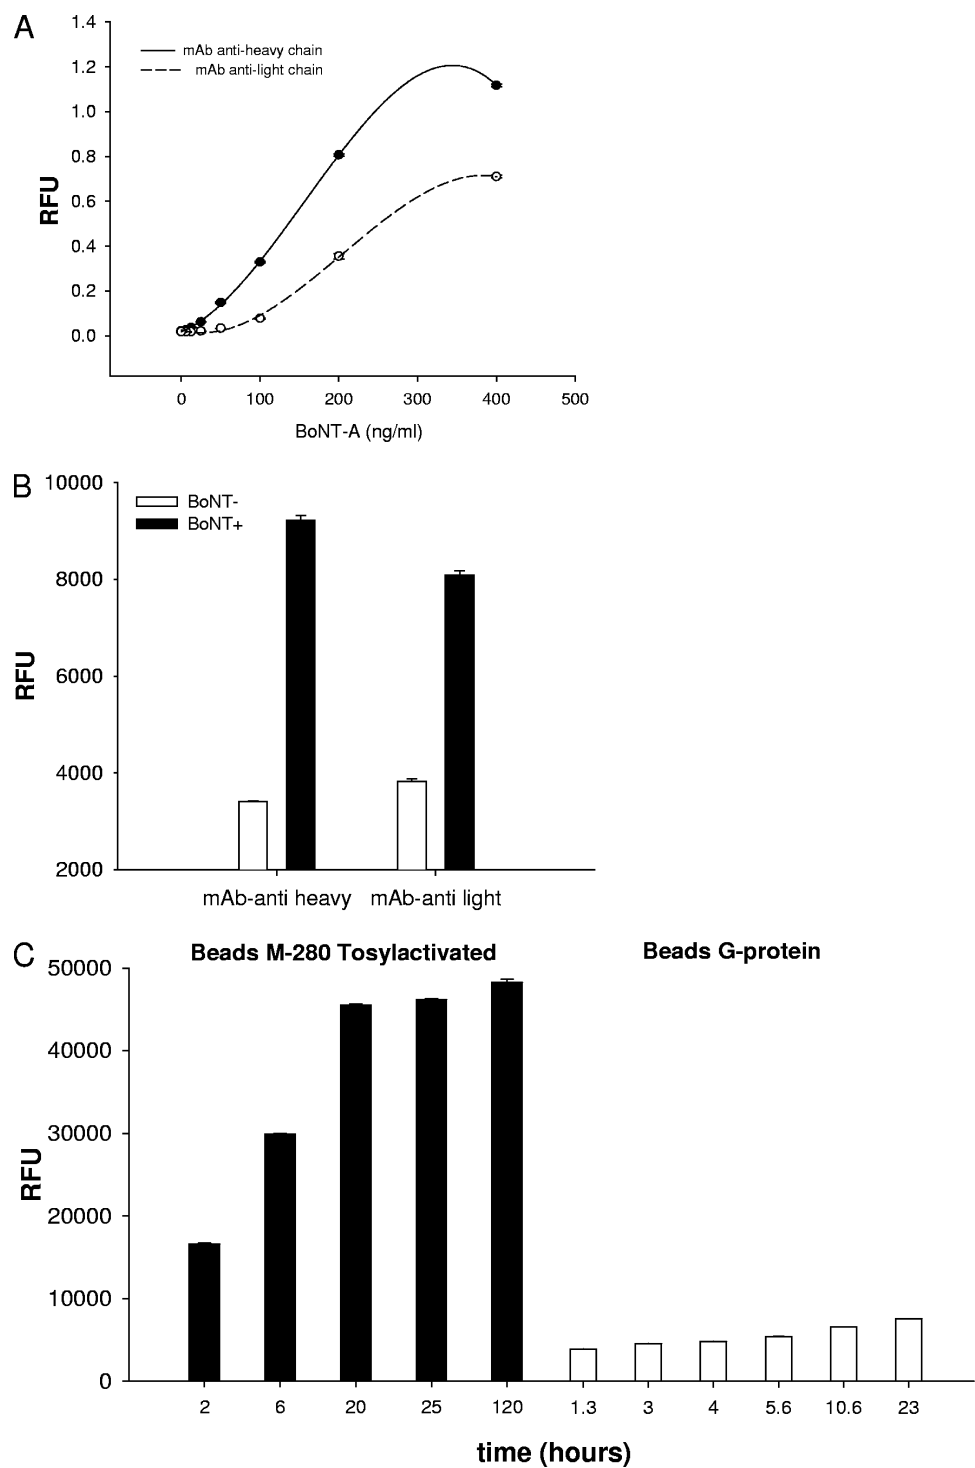 A
1.4
1.2
1.0
0.8
0.6
0.4
0.2
0.0
RFU
mAb anti-heavy chain
mAb anti-light chain
0 100 200 300 400 500
BoNT-A (ng/ml)
B
10000
8000
6000
4000
2000
RFU
BoNT-
BoNT+
mAb-anti heavy mAb-anti light
C
Beads M-280 Tosylactivated Beads G-protein
50000
40000
30000
20000
10000
0
RFU
2 6 20 25 120 1.3 3 4 5.6 10.6 23
time (hours)